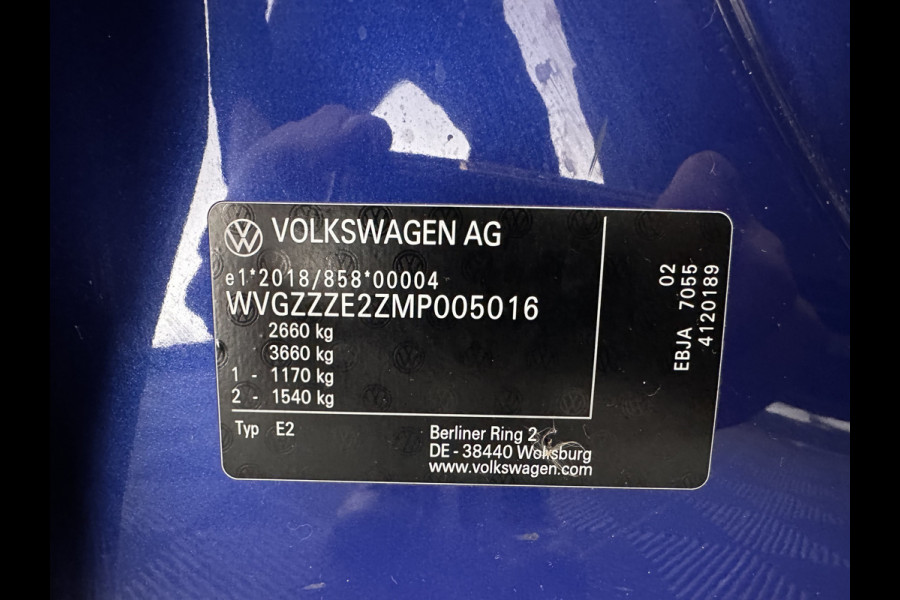 VOLKSWAGEN AG
e1*2018/858*00004
WVGZZZE2ZMP005016
2660 kg
3660 kg
1 - 1170 kg
2 - 1540 kg
Typ E2
Berliner Ring 2
DE - 38440 Wolfsburg
www.volkswagen.com
02
EBJA 7055
4120189